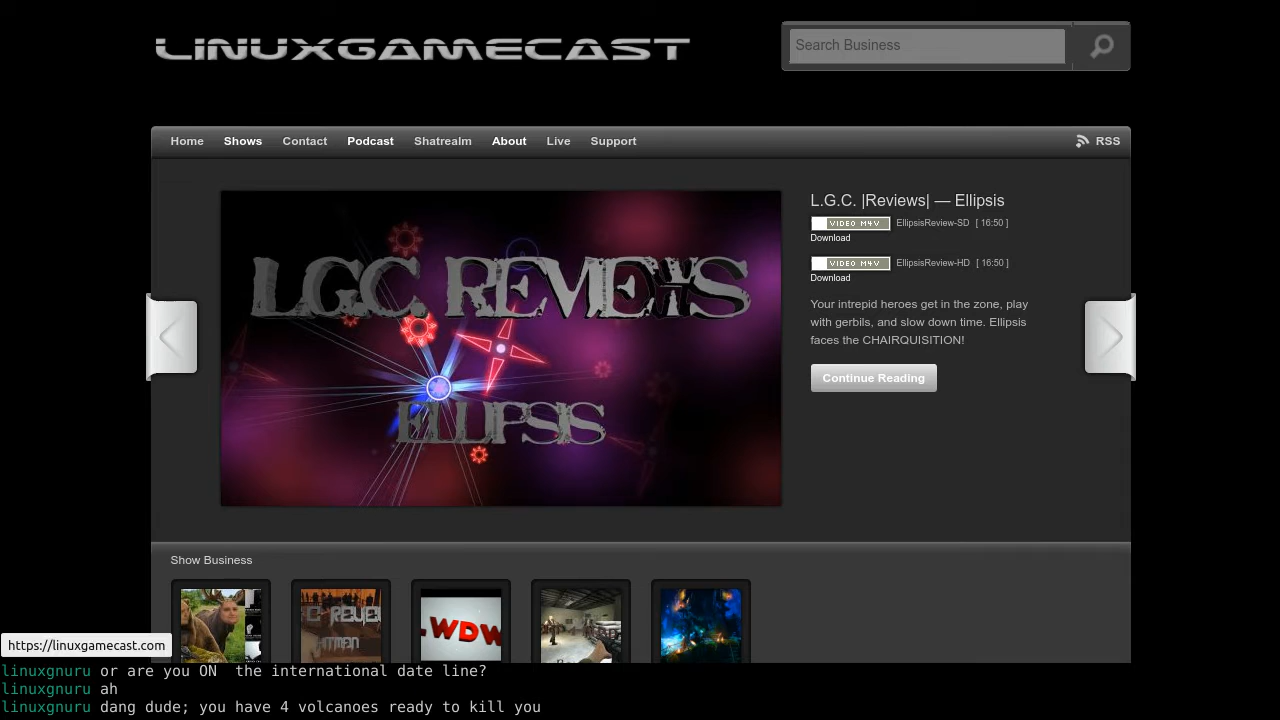 LINUXGAMECAST
Search Business
Home Shows Contact Podcast Shatrealm About Live Support RSS
L.G.C. REVIEWS
ELLIPSIS
L.G.C. |Reviews| — Ellipsis
VIDEO M4V EllipsisReview-SD [ 16:50 ]
Download
VIDEO M4V EllipsisReview-HD [ 16:50 ]
Download
Your intrepid heroes get in the zone, play
with gerbils, and slow down time. Ellipsis
faces the CHAIRQUISITION!
Continue Reading
Show Business
HITMAN
L.WDW
https://linuxgamecast.com
linuxgnuru or are you ON the international date line?
linuxgnuru ah
linuxgnuru dang dude; you have 4 volcanoes ready to kill you